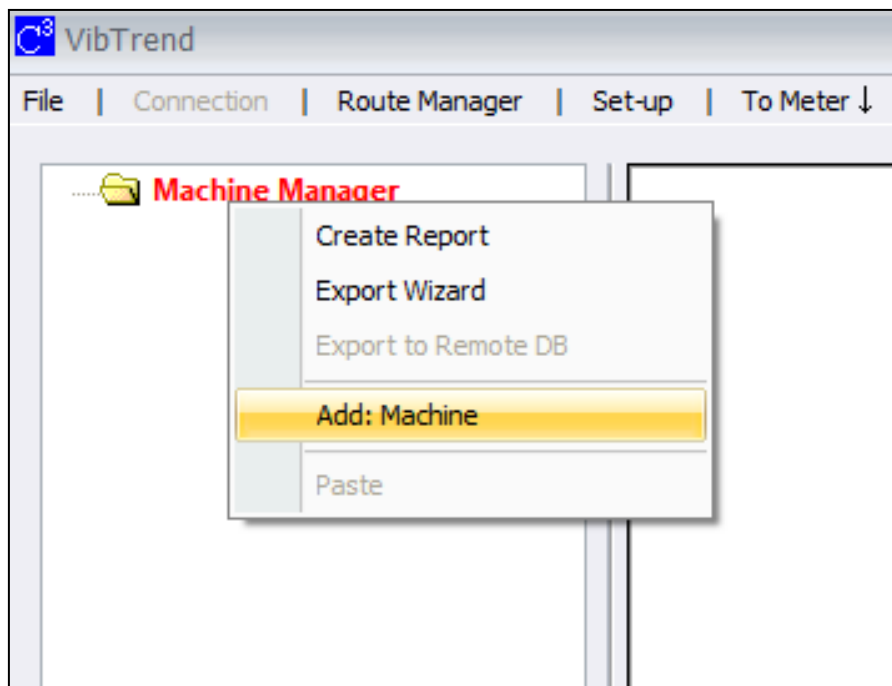 C³ VibTrend
File | Connection | Route Manager | Set-up | To Meter ↓
Machine Manager
Create Report
Export Wizard
Export to Remote DB
Add: Machine
Paste